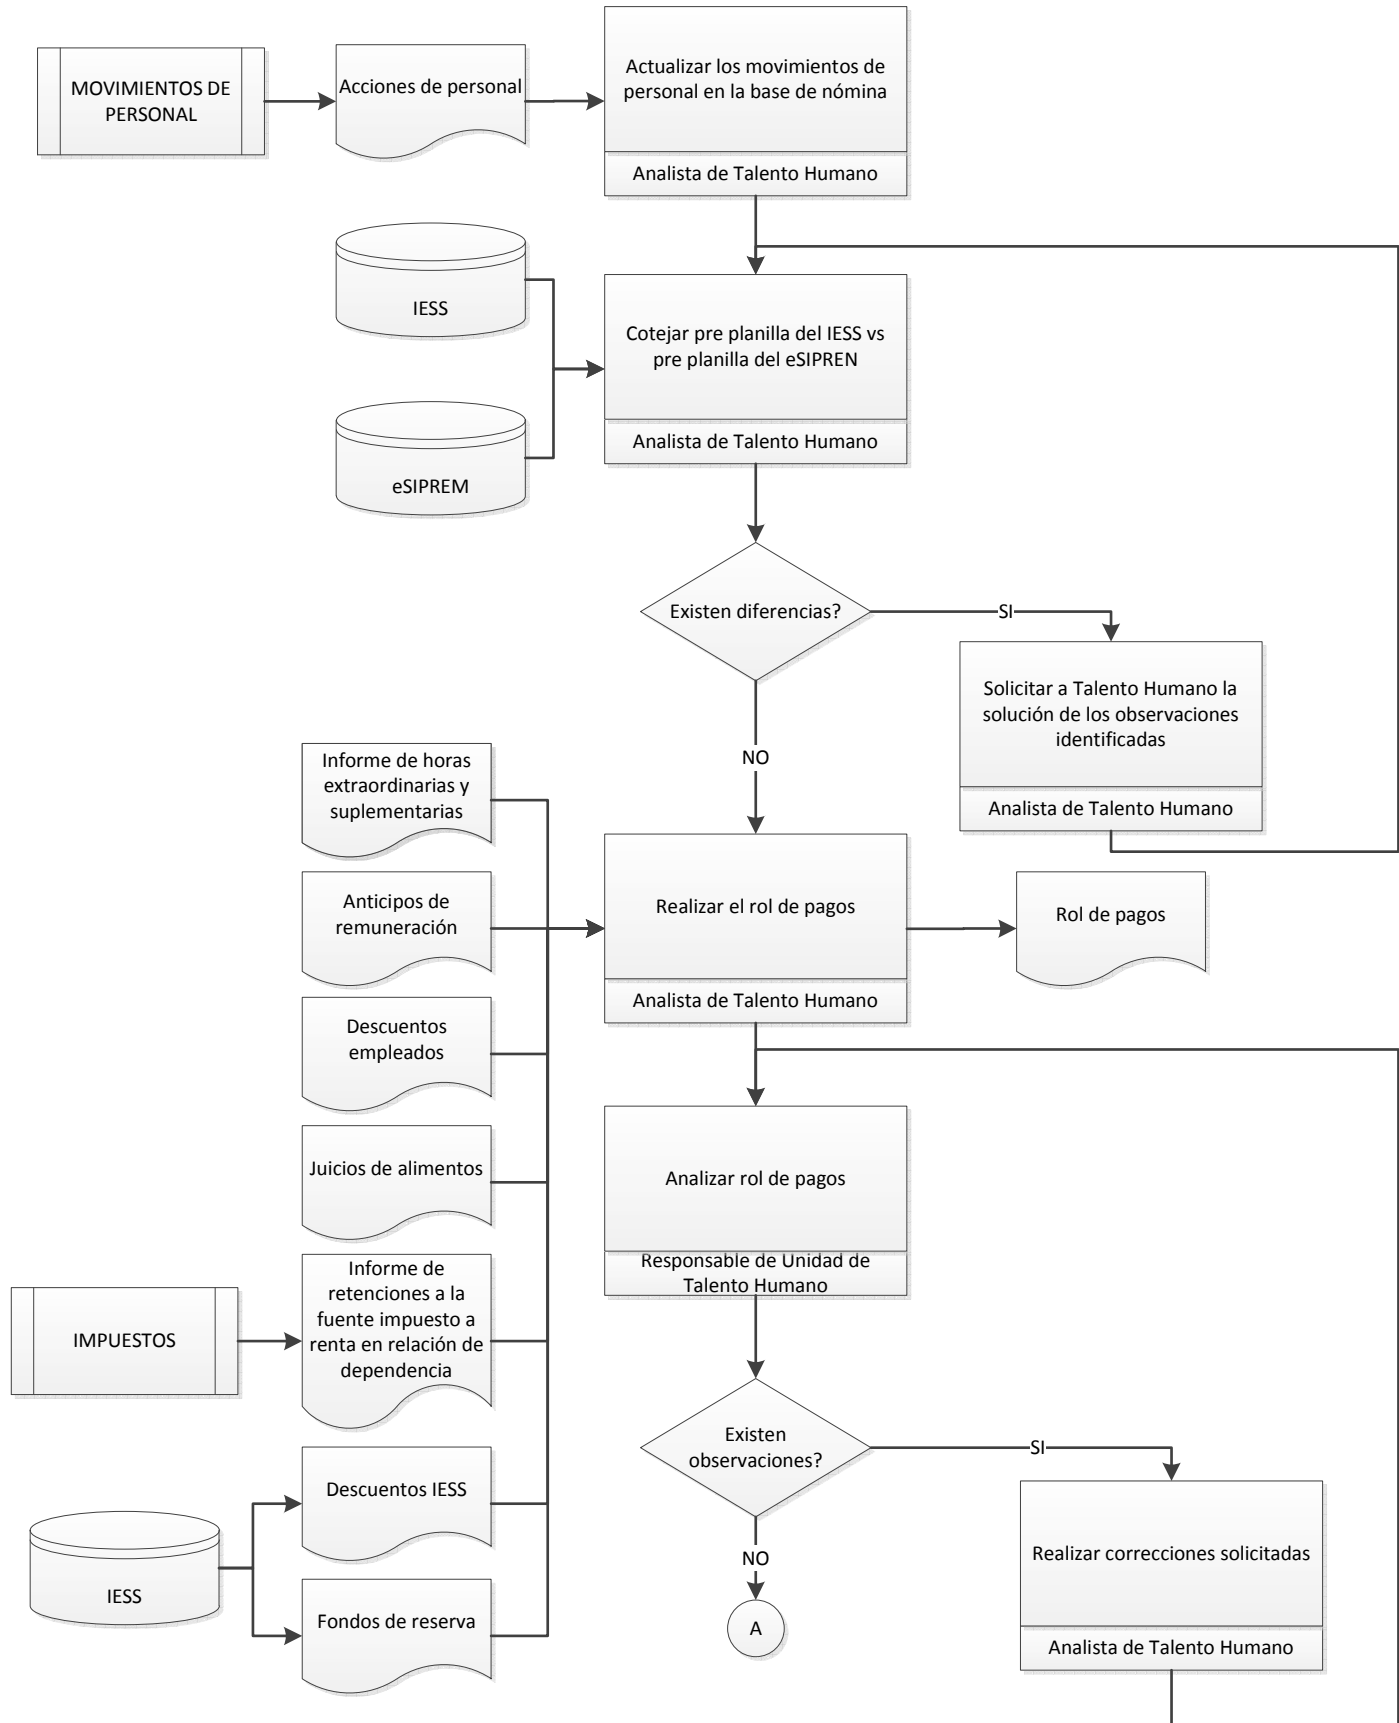 MOVIMIENTOS DE
PERSONAL
Acciones de personal
Actualizar los movimientos de
personal en la base de nómina
Analista de Talento Humano
IESS
eSIPREM
Cotejar pre planilla del IESS vs
pre planilla del eSIPREN
Analista de Talento Humano
Existen diferencias?
SI
NO
Solicitar a Talento Humano la
solución de los observaciones
identificadas
Analista de Talento Humano
Informe de horas
extraordinarias y
suplementarias
Anticipos de
remuneración
Descuentos
empleados
Juicios de alimentos
IMPUESTOS
Informe de
retenciones a la
fuente impuesto a
renta en relación de
dependencia
IESS
Descuentos IESS
Fondos de reserva
Realizar el rol de pagos
Analista de Talento Humano
Rol de pagos
Analizar rol de pagos
Responsable de Unidad de
Talento Humano
Existen
observaciones?
SI
NO
A
Realizar correcciones solicitadas
Analista de Talento Humano